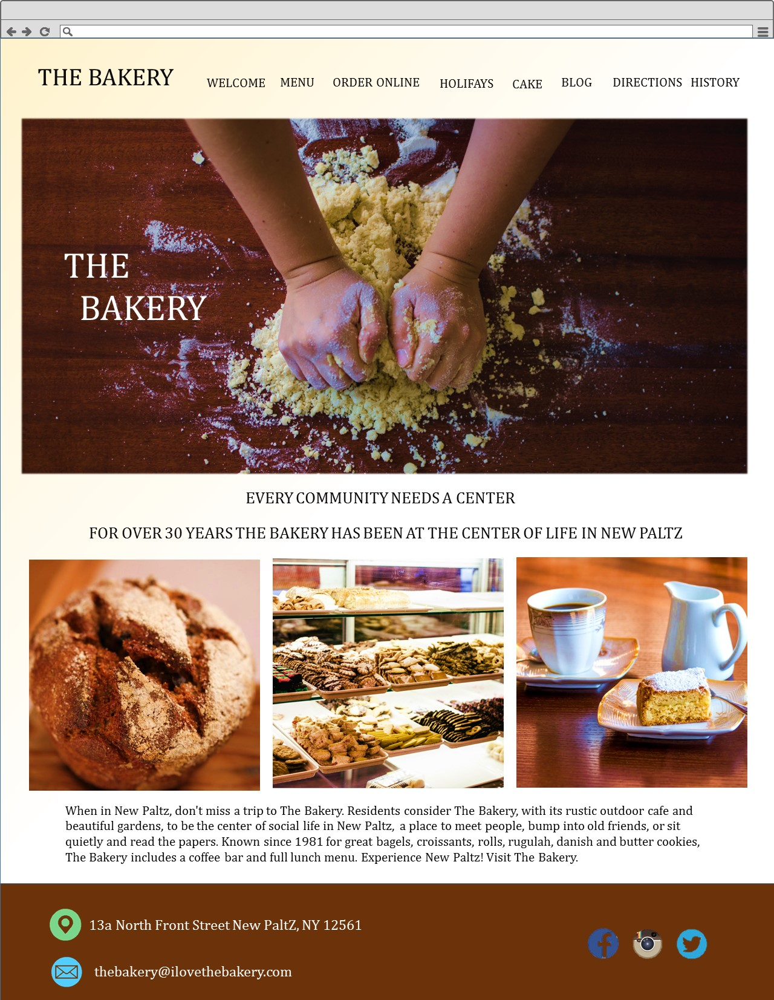 THE BAKERY
WELCOME MENU ORDER ONLINE HOLIFAYS CAKE BLOG DIRECTIONS HISTORY
THE
BAKERY
EVERY COMMUNITY NEEDS A CENTER
FOR OVER 30 YEARS THE BAKERY HAS BEEN AT THE CENTER OF LIFE IN NEW PALTZ
When in New Paltz, don't miss a trip to The Bakery. Residents consider The Bakery, with its rustic outdoor cafe and
beautiful gardens, to be the center of social life in New Paltz, a place to meet people, bump into old friends, or sit
quietly and read the papers. Known since 1981 for great bagels, croissants, rolls, rugulah, danish and butter cookies,
The Bakery includes a coffee bar and full lunch menu. Experience New Paltz! Visit The Bakery.
13a North Front Street New PaltZ, NY 12561
thebakery@ilovethebakery.com